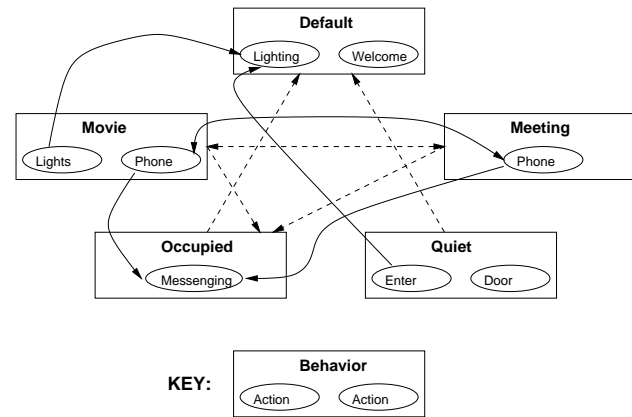 Default
Lighting Welcome
Movie Meeting
Lights Phone Phone
Occupied Quiet
Messenging Enter Door
Behavior
KEY:
Action Action